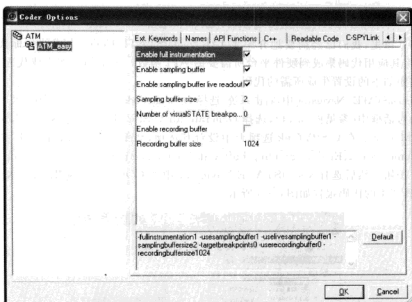 Coder Options
ATM
ATM_easy
Ext. Keywords Names API Functions C++ Readable Code C-SPYLink
Enable full instrumentation
Enable sampling buffer
Enable sampling buffer live readout
Sampling buffer size 2
Number of visualSTATE breakpo... 0
Enable recording buffer
Recording buffer size 1024
-fullinstrumentation1 -usesamplingbuffer1 -uselivesamplingbuffer1 -
samplingbuffersize2 -targetbreakpoints0 -userecordingbuffer0 -
recordingbuffersize1024
Default
OK Cancel